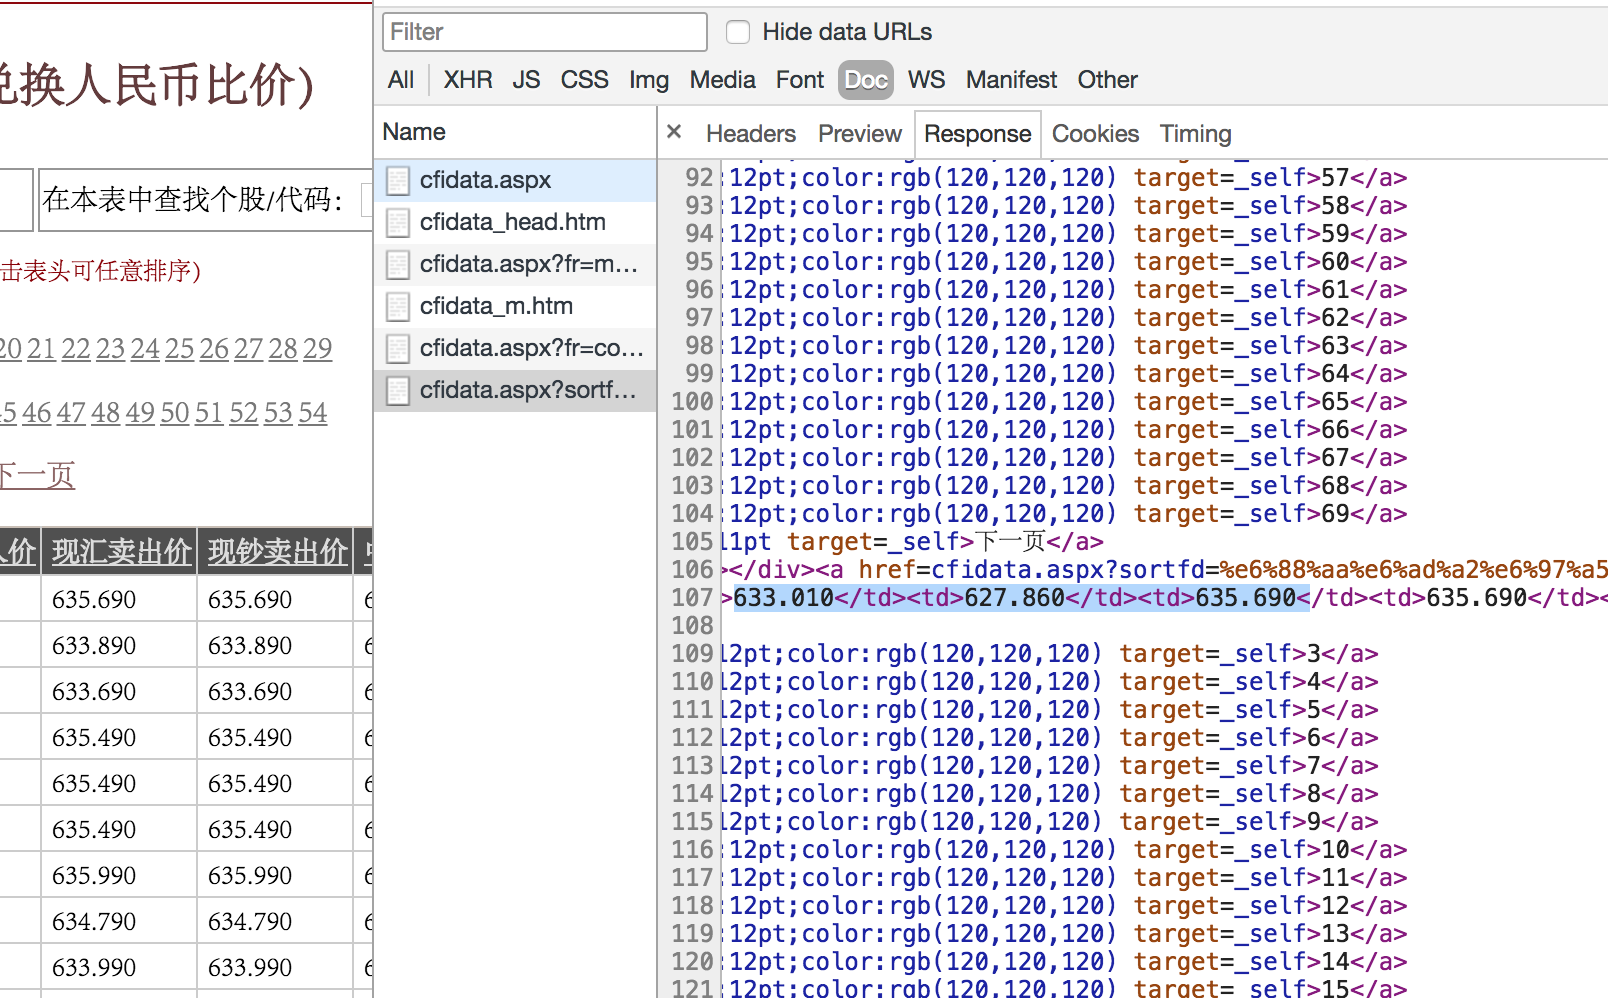 换人民币比价)
在本表中查找个股/代码：
击表头可任意排序)
20 21 22 23 24 25 26 27 28 29
45 46 47 48 49 50 51 52 53 54
下一页
价 现汇卖出价 现钞卖出价
635.690 635.690
633.890 633.890
633.690 633.690
635.490 635.490
635.490 635.490
635.490 635.490
635.990 635.990
634.790 634.790
633.990 633.990
Filter Hide data URLs
All XHR JS CSS Img Media Font Doc WS Manifest Other
Name
cfidata.aspx
cfidata_head.htm
cfidata.aspx?fr=m...
cfidata_m.htm
cfidata.aspx?fr=co...
cfidata.aspx?sortf...
× Headers Preview Response Cookies Timing
92 :12pt;color:rgb(120,120,120) target=_self>57</a>
93 :12pt;color:rgb(120,120,120) target=_self>58</a>
94 :12pt;color:rgb(120,120,120) target=_self>59</a>
95 :12pt;color:rgb(120,120,120) target=_self>60</a>
96 :12pt;color:rgb(120,120,120) target=_self>61</a>
97 :12pt;color:rgb(120,120,120) target=_self>62</a>
98 :12pt;color:rgb(120,120,120) target=_self>63</a>
99 :12pt;color:rgb(120,120,120) target=_self>64</a>
100 :12pt;color:rgb(120,120,120) target=_self>65</a>
101 :12pt;color:rgb(120,120,120) target=_self>66</a>
102 :12pt;color:rgb(120,120,120) target=_self>67</a>
103 :12pt;color:rgb(120,120,120) target=_self>68</a>
104 :12pt;color:rgb(120,120,120) target=_self>69</a>
105 11pt target=_self>下一页</a>
106 ></div><a href=cfidata.aspx?sortfd=%e6%88%aa%e6%ad%a2%e6%97%a5
107 >633.010</td><td>627.860</td><td>635.690</td><td>635.690</td><
108
109 12pt;color:rgb(120,120,120) target=_self>3</a>
110 12pt;color:rgb(120,120,120) target=_self>4</a>
111 12pt;color:rgb(120,120,120) target=_self>5</a>
112 12pt;color:rgb(120,120,120) target=_self>6</a>
113 12pt;color:rgb(120,120,120) target=_self>7</a>
114 12pt;color:rgb(120,120,120) target=_self>8</a>
115 12pt;color:rgb(120,120,120) target=_self>9</a>
116 :12pt;color:rgb(120,120,120) target=_self>10</a>
117 :12pt;color:rgb(120,120,120) target=_self>11</a>
118 :12pt;color:rgb(120,120,120) target=_self>12</a>
119 :12pt;color:rgb(120,120,120) target=_self>13</a>
120 :12pt;color:rgb(120,120,120) target=_self>14</a>
121 :12pt;color:rgb(120,120,120) target=_self>15</a>